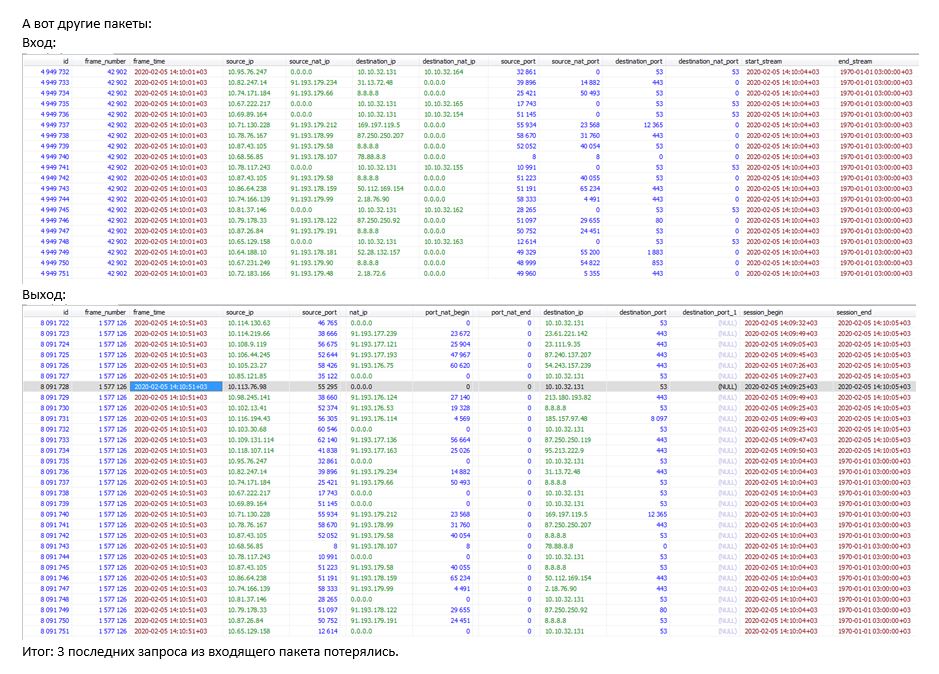 А вот другие пакеты:
Вход:
id frame_number frame_time source_ip source_nat_ip destination_ip destination_nat_ip source_port source_nat_port destination_port destination_nat_port start_stream end_stream
4 949 732 42 902 2020-02-05 14:10:01+03 10.95.76.247 0.0.0.0 10.10.32.131 10.10.32.164 32 861 0 53 53 2020-02-05 14:10:04+03 1970-01-01 03:00:00+03
4 949 733 42 902 2020-02-05 14:10:01+03 10.82.247.14 91.193.179.234 31.13.72.48 0.0.0.0 39 896 14 882 443 0 2020-02-05 14:10:04+03 1970-01-01 03:00:00+03
4 949 734 42 902 2020-02-05 14:10:01+03 10.74.171.184 91.193.179.66 8.8.8.8 0.0.0.0 25 421 50 493 53 0 2020-02-05 14:10:04+03 1970-01-01 03:00:00+03
4 949 735 42 902 2020-02-05 14:10:01+03 10.67.222.217 0.0.0.0 10.10.32.131 10.10.32.165 17 743 0 53 53 2020-02-05 14:10:04+03 1970-01-01 03:00:00+03
4 949 736 42 902 2020-02-05 14:10:01+03 10.69.89.164 0.0.0.0 10.10.32.131 10.10.32.154 51 145 0 53 53 2020-02-05 14:10:04+03 1970-01-01 03:00:00+03
4 949 737 42 902 2020-02-05 14:10:01+03 10.71.130.228 91.193.179.212 169.197.119.5 0.0.0.0 55 934 23 568 12 365 0 2020-02-05 14:10:04+03 1970-01-01 03:00:00+03
4 949 738 42 902 2020-02-05 14:10:01+03 10.78.76.167 91.193.178.99 87.250.250.207 0.0.0.0 58 670 31 760 443 0 2020-02-05 14:10:04+03 1970-01-01 03:00:00+03
4 949 739 42 902 2020-02-05 14:10:01+03 10.87.43.105 91.193.179.58 8.8.8.8 0.0.0.0 52 052 40 054 53 0 2020-02-05 14:10:04+03 1970-01-01 03:00:00+03
4 949 740 42 902 2020-02-05 14:10:01+03 10.68.56.85 91.193.178.107 78.88.8.8 0.0.0.0 8 8 0 0 2020-02-05 14:10:04+03 1970-01-01 03:00:00+03
4 949 741 42 902 2020-02-05 14:10:01+03 10.78.117.243 0.0.0.0 10.10.32.131 10.10.32.155 10 991 0 53 53 2020-02-05 14:10:04+03 1970-01-01 03:00:00+03
4 949 742 42 902 2020-02-05 14:10:01+03 10.87.43.105 91.193.179.58 8.8.8.8 0.0.0.0 51 223 40 055 53 0 2020-02-05 14:10:04+03 1970-01-01 03:00:00+03
4 949 743 42 902 2020-02-05 14:10:01+03 10.86.64.238 91.193.178.159 50.112.169.154 0.0.0.0 51 191 65 234 443 0 2020-02-05 14:10:04+03 1970-01-01 03:00:00+03
4 949 744 42 902 2020-02-05 14:10:01+03 10.74.166.139 91.193.179.99 2.18.76.90 0.0.0.0 58 333 4 491 443 0 2020-02-05 14:10:04+03 1970-01-01 03:00:00+03
4 949 745 42 902 2020-02-05 14:10:01+03 10.81.37.146 0.0.0.0 10.10.32.131 10.10.32.162 28 265 0 53 53 2020-02-05 14:10:04+03 1970-01-01 03:00:00+03
4 949 746 42 902 2020-02-05 14:10:01+03 10.79.178.33 91.193.178.122 87.250.250.92 0.0.0.0 51 097 29 655 80 0 2020-02-05 14:10:04+03 1970-01-01 03:00:00+03
4 949 747 42 902 2020-02-05 14:10:01+03 10.87.26.84 91.193.179.191 8.8.8.8 0.0.0.0 50 752 24 451 53 0 2020-02-05 14:10:04+03 1970-01-01 03:00:00+03
4 949 748 42 902 2020-02-05 14:10:01+03 10.65.129.158 0.0.0.0 10.10.32.131 10.10.32.163 12 614 0 53 53 2020-02-05 14:10:04+03 1970-01-01 03:00:00+03
4 949 749 42 902 2020-02-05 14:10:01+03 10.64.188.10 91.193.178.181 52.28.132.157 0.0.0.0 49 329 55 200 1 883 0 2020-02-05 14:10:04+03 1970-01-01 03:00:00+03
4 949 750 42 902 2020-02-05 14:10:01+03 10.67.231.249 91.193.179.90 8.8.8.8 0.0.0.0 48 999 54 822 853 0 2020-02-05 14:10:04+03 1970-01-01 03:00:00+03
4 949 751 42 902 2020-02-05 14:10:01+03 10.72.183.166 91.193.179.48 2.18.72.6 0.0.0.0 49 960 5 355 443 0 2020-02-05 14:10:04+03 1970-01-01 03:00:00+03
Выход:
id frame_number frame_time source_ip source_port nat_ip port_nat_begin port_nat_end destination_ip destination_port destination_port_1 session_begin session_end
8 091 722 1 577 126 2020-02-05 14:10:51+03 10.114.130.63 46 765 0.0.0.0 0 0 10.10.32.131 53 (NULL) 2020-02-05 14:09:32+03 2020-02-05 14:10:05+03
8 091 723 1 577 126 2020-02-05 14:10:51+03 10.114.219.66 38 666 91.193.177.239 23 672 0 23.61.221.142 443 (NULL) 2020-02-05 14:09:49+03 2020-02-05 14:10:05+03
8 091 724 1 577 126 2020-02-05 14:10:51+03 10.108.9.119 56 675 91.193.177.121 25 904 0 23.111.9.35 443 (NULL) 2020-02-05 14:09:05+03 2020-02-05 14:10:05+03
8 091 725 1 577 126 2020-02-05 14:10:51+03 10.106.44.245 52 644 91.193.177.193 47 967 0 87.240.137.207 443 (NULL) 2020-02-05 14:09:45+03 2020-02-05 14:10:05+03
8 091 726 1 577 126 2020-02-05 14:10:51+03 10.105.23.27 58 426 91.193.176.75 60 620 0 54.243.157.239 443 (NULL) 2020-02-05 14:07:26+03 2020-02-05 14:10:05+03
8 091 727 1 577 126 2020-02-05 14:10:51+03 10.85.121.85 35 122 0.0.0.0 0 0 10.10.32.131 53 (NULL) 2020-02-05 14:09:27+03 2020-02-05 14:10:05+03
8 091 728 1 577 126 2020-02-05 14:10:51+03 10.113.76.98 55 295 0.0.0.0 0 0 10.10.32.131 53 (NULL) 2020-02-05 14:09:25+03 2020-02-05 14:10:05+03
8 091 729 1 577 126 2020-02-05 14:10:51+03 10.98.245.141 38 660 91.193.176.124 27 140 0 213.180.193.82 443 (NULL) 2020-02-05 14:09:49+03 2020-02-05 14:10:05+03
8 091 730 1 577 126 2020-02-05 14:10:51+03 10.102.13.41 52 374 91.193.176.53 19 328 0 8.8.8.8 53 (NULL) 2020-02-05 14:09:25+03 2020-02-05 14:10:05+03
8 091 731 1 577 126 2020-02-05 14:10:51+03 10.116.194.43 56 305 91.193.176.114 4 569 0 185.157.97.48 8 097 (NULL) 2020-02-05 14:09:49+03 2020-02-05 14:10:05+03
8 091 732 1 577 126 2020-02-05 14:10:51+03 10.103.30.68 60 546 0.0.0.0 0 0 10.10.32.131 53 (NULL) 2020-02-05 14:09:25+03 2020-02-05 14:10:05+03
8 091 733 1 577 126 2020-02-05 14:10:51+03 10.109.131.114 62 140 91.193.177.136 56 664 0 87.250.250.119 443 (NULL) 2020-02-05 14:09:47+03 2020-02-05 14:10:05+03
8 091 734 1 577 126 2020-02-05 14:10:51+03 10.118.107.114 41 838 91.193.177.163 25 026 0 95.213.222.9 443 (NULL) 2020-02-05 14:09:50+03 2020-02-05 14:10:05+03
8 091 735 1 577 126 2020-02-05 14:10:51+03 10.95.76.247 32 861 0.0.0.0 0 0 10.10.32.131 53 (NULL) 2020-02-05 14:10:04+03 1970-01-01 03:00:00+03
8 091 736 1 577 126 2020-02-05 14:10:51+03 10.82.247.14 39 896 91.193.179.234 14 882 0 31.13.72.48 443 (NULL) 2020-02-05 14:10:04+03 1970-01-01 03:00:00+03
8 091 737 1 577 126 2020-02-05 14:10:51+03 10.74.171.184 25 421 91.193.179.66 50 493 0 8.8.8.8 53 (NULL) 2020-02-05 14:10:04+03 1970-01-01 03:00:00+03
8 091 738 1 577 126 2020-02-05 14:10:51+03 10.67.222.217 17 743 0.0.0.0 0 0 10.10.32.131 53 (NULL) 2020-02-05 14:10:04+03 1970-01-01 03:00:00+03
8 091 739 1 577 126 2020-02-05 14:10:51+03 10.69.89.164 51 145 0.0.0.0 0 0 10.10.32.131 53 (NULL) 2020-02-05 14:10:04+03 1970-01-01 03:00:00+03
8 091 740 1 577 126 2020-02-05 14:10:51+03 10.71.130.228 55 934 91.193.179.212 23 568 0 169.197.119.5 12 365 (NULL) 2020-02-05 14:10:04+03 1970-01-01 03:00:00+03
8 091 741 1 577 126 2020-02-05 14:10:51+03 10.78.76.167 58 670 91.193.178.99 31 760 0 87.250.250.207 443 (NULL) 2020-02-05 14:10:04+03 1970-01-01 03:00:00+03
8 091 742 1 577 126 2020-02-05 14:10:51+03 10.87.43.105 52 052 91.193.179.58 40 054 0 8.8.8.8 53 (NULL) 2020-02-05 14:10:04+03 1970-01-01 03:00:00+03
8 091 743 1 577 126 2020-02-05 14:10:51+03 10.68.56.85 8 91.193.178.107 8 0 78.88.8.8 0 (NULL) 2020-02-05 14:10:04+03 1970-01-01 03:00:00+03
8 091 744 1 577 126 2020-02-05 14:10:51+03 10.78.117.243 10 991 0.0.0.0 0 0 10.10.32.131 53 (NULL) 2020-02-05 14:10:04+03 1970-01-01 03:00:00+03
8 091 745 1 577 126 2020-02-05 14:10:51+03 10.87.43.105 51 223 91.193.179.58 40 055 0 8.8.8.8 53 (NULL) 2020-02-05 14:10:04+03 1970-01-01 03:00:00+03
8 091 746 1 577 126 2020-02-05 14:10:51+03 10.86.64.238 51 191 91.193.178.159 65 234 0 50.112.169.154 443 (NULL) 2020-02-05 14:10:04+03 1970-01-01 03:00:00+03
8 091 747 1 577 126 2020-02-05 14:10:51+03 10.74.166.139 58 333 91.193.179.99 4 491 0 2.18.76.90 443 (NULL) 2020-02-05 14:10:04+03 1970-01-01 03:00:00+03
8 091 748 1 577 126 2020-02-05 14:10:51+03 10.81.37.146 28 265 0.0.0.0 0 0 10.10.32.131 53 (NULL) 2020-02-05 14:10:04+03 1970-01-01 03:00:00+03
8 091 749 1 577 126 2020-02-05 14:10:51+03 10.79.178.33 51 097 91.193.178.122 29 655 0 87.250.250.92 80 (NULL) 2020-02-05 14:10:04+03 1970-01-01 03:00:00+03
8 091 750 1 577 126 2020-02-05 14:10:51+03 10.87.26.84 50 752 91.193.179.191 24 451 0 8.8.8.8 53 (NULL) 2020-02-05 14:10:04+03 1970-01-01 03:00:00+03
8 091 751 1 577 126 2020-02-05 14:10:51+03 10.65.129.158 12 614 0.0.0.0 0 0 10.10.32.131 53 (NULL) 2020-02-05 14:10:04+03 1970-01-01 03:00:00+03
Итог: 3 последних запроса из входящего пакета потерялись.